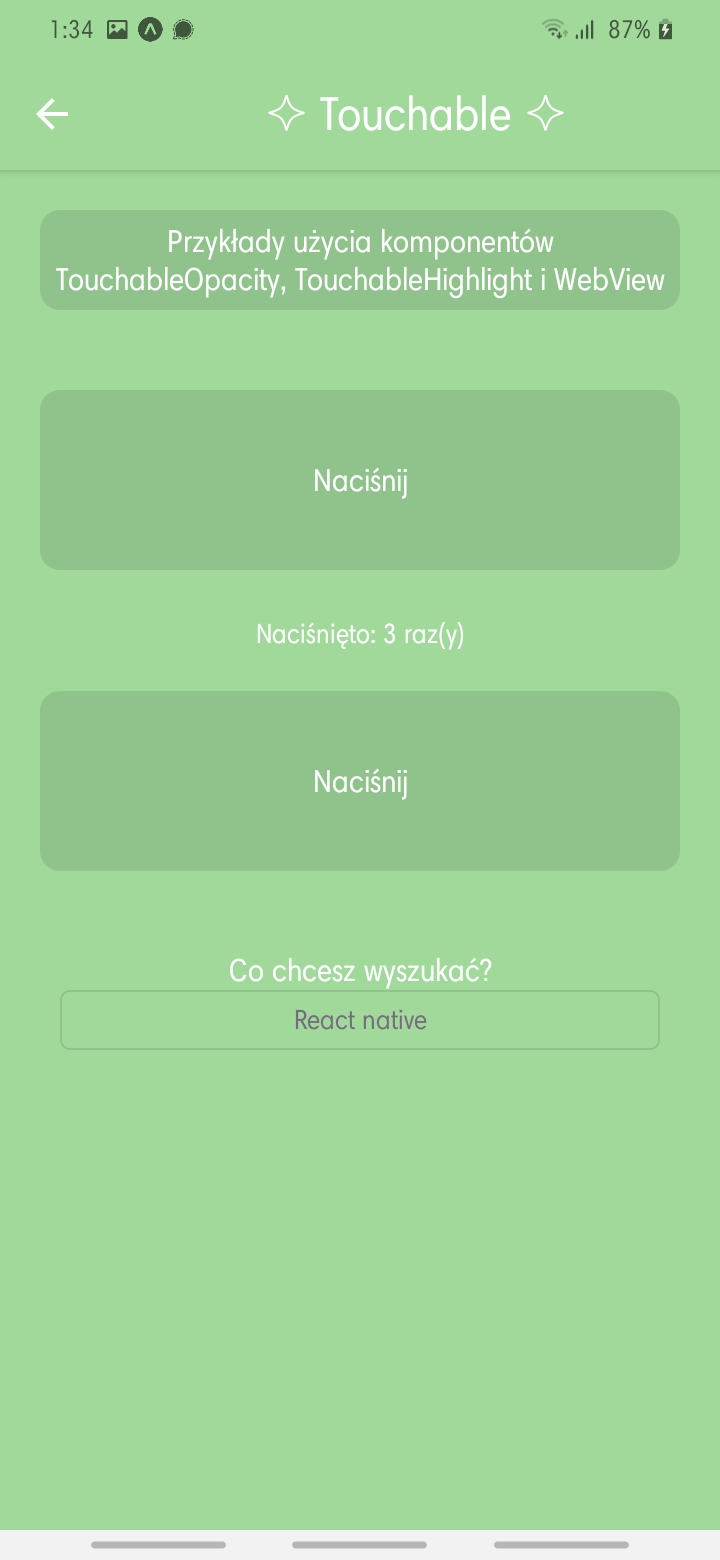 1:34
87%
✧ Touchable ✧
Przykłady użycia komponentów
TouchableOpacity, TouchableHighlight i WebView
Naciśnij
Naciśnięto: 3 raz(y)
Naciśnij
Co chcesz wyszukać?
React native